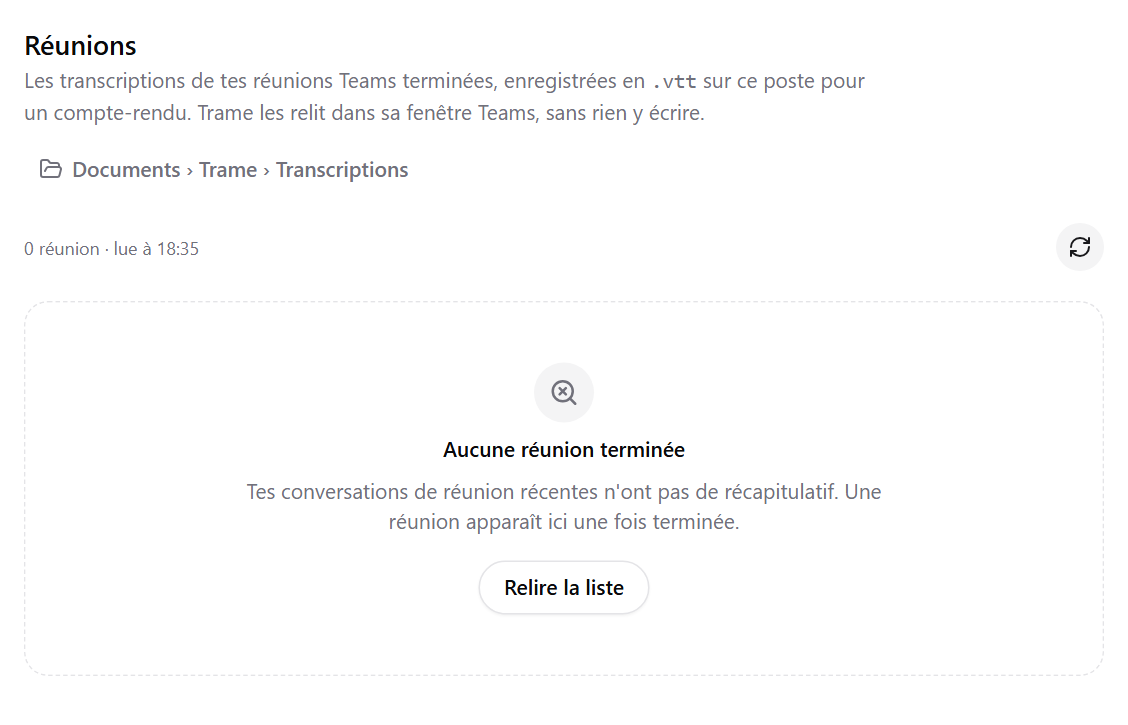 Réunions
Les transcriptions de tes réunions Teams terminées, enregistrées en .vtt sur ce poste pour
un compte-rendu. Trame les relit dans sa fenêtre Teams, sans rien y écrire.
Documents › Trame › Transcriptions
0 réunion · lue à 18:35
Aucune réunion terminée
Tes conversations de réunion récentes n'ont pas de récapitulatif. Une
réunion apparaît ici une fois terminée.
Relire la liste